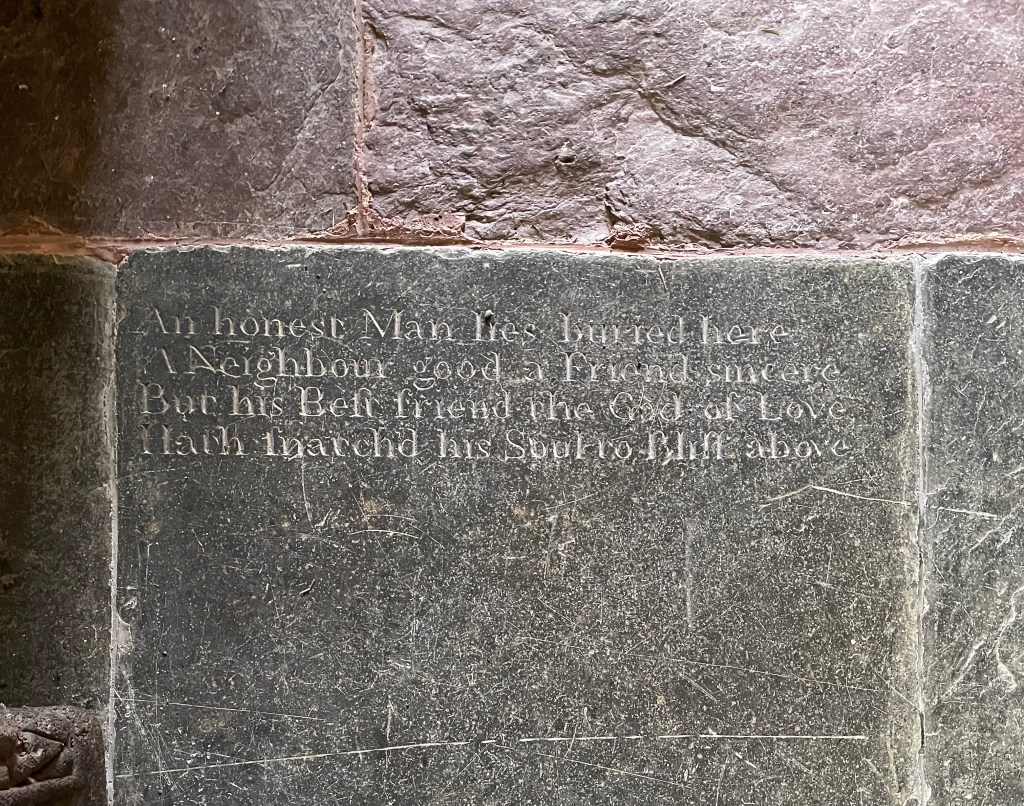 An honest Man lies buried here
A Neighbour good a Friend sincere
But his Beſt friend the God of Love
Hath ſnatchd his Soul to Bliſſ above